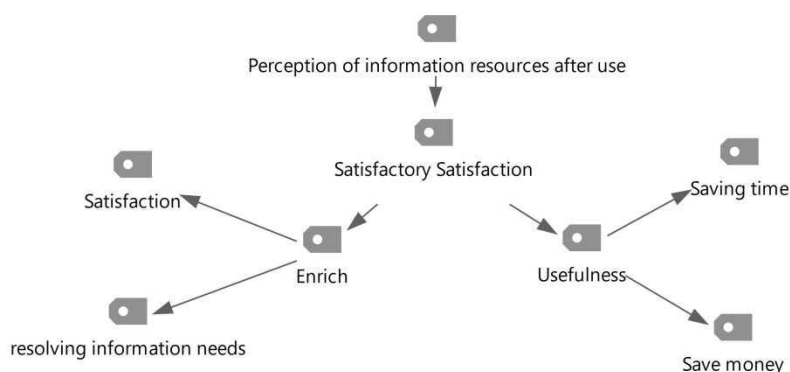 Perception of information resources after use
Satisfactory Satisfaction
Satisfaction
Saving time
Enrich
Usefulness
resolving information needs
Save money